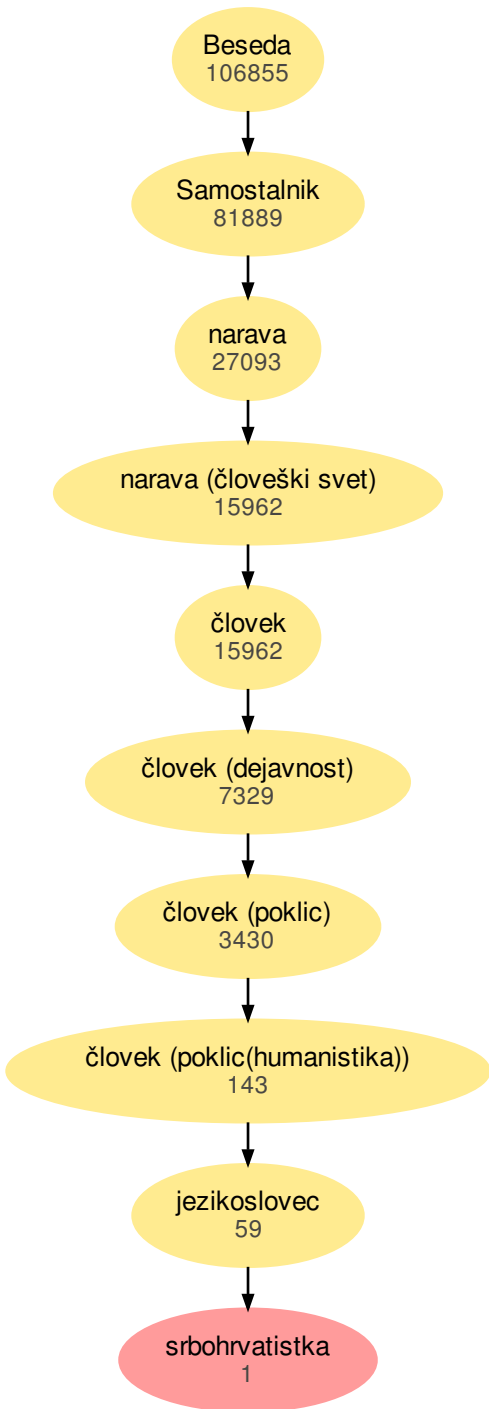 Beseda
106855
Samostalnik
81889
narava
27093
narava (človeški svet)
15962
človek
15962
človek (dejavnost)
7329
človek (poklic)
3430
človek (poklic(humanistika))
143
jezikoslovec
59
srbohrvatistka
1